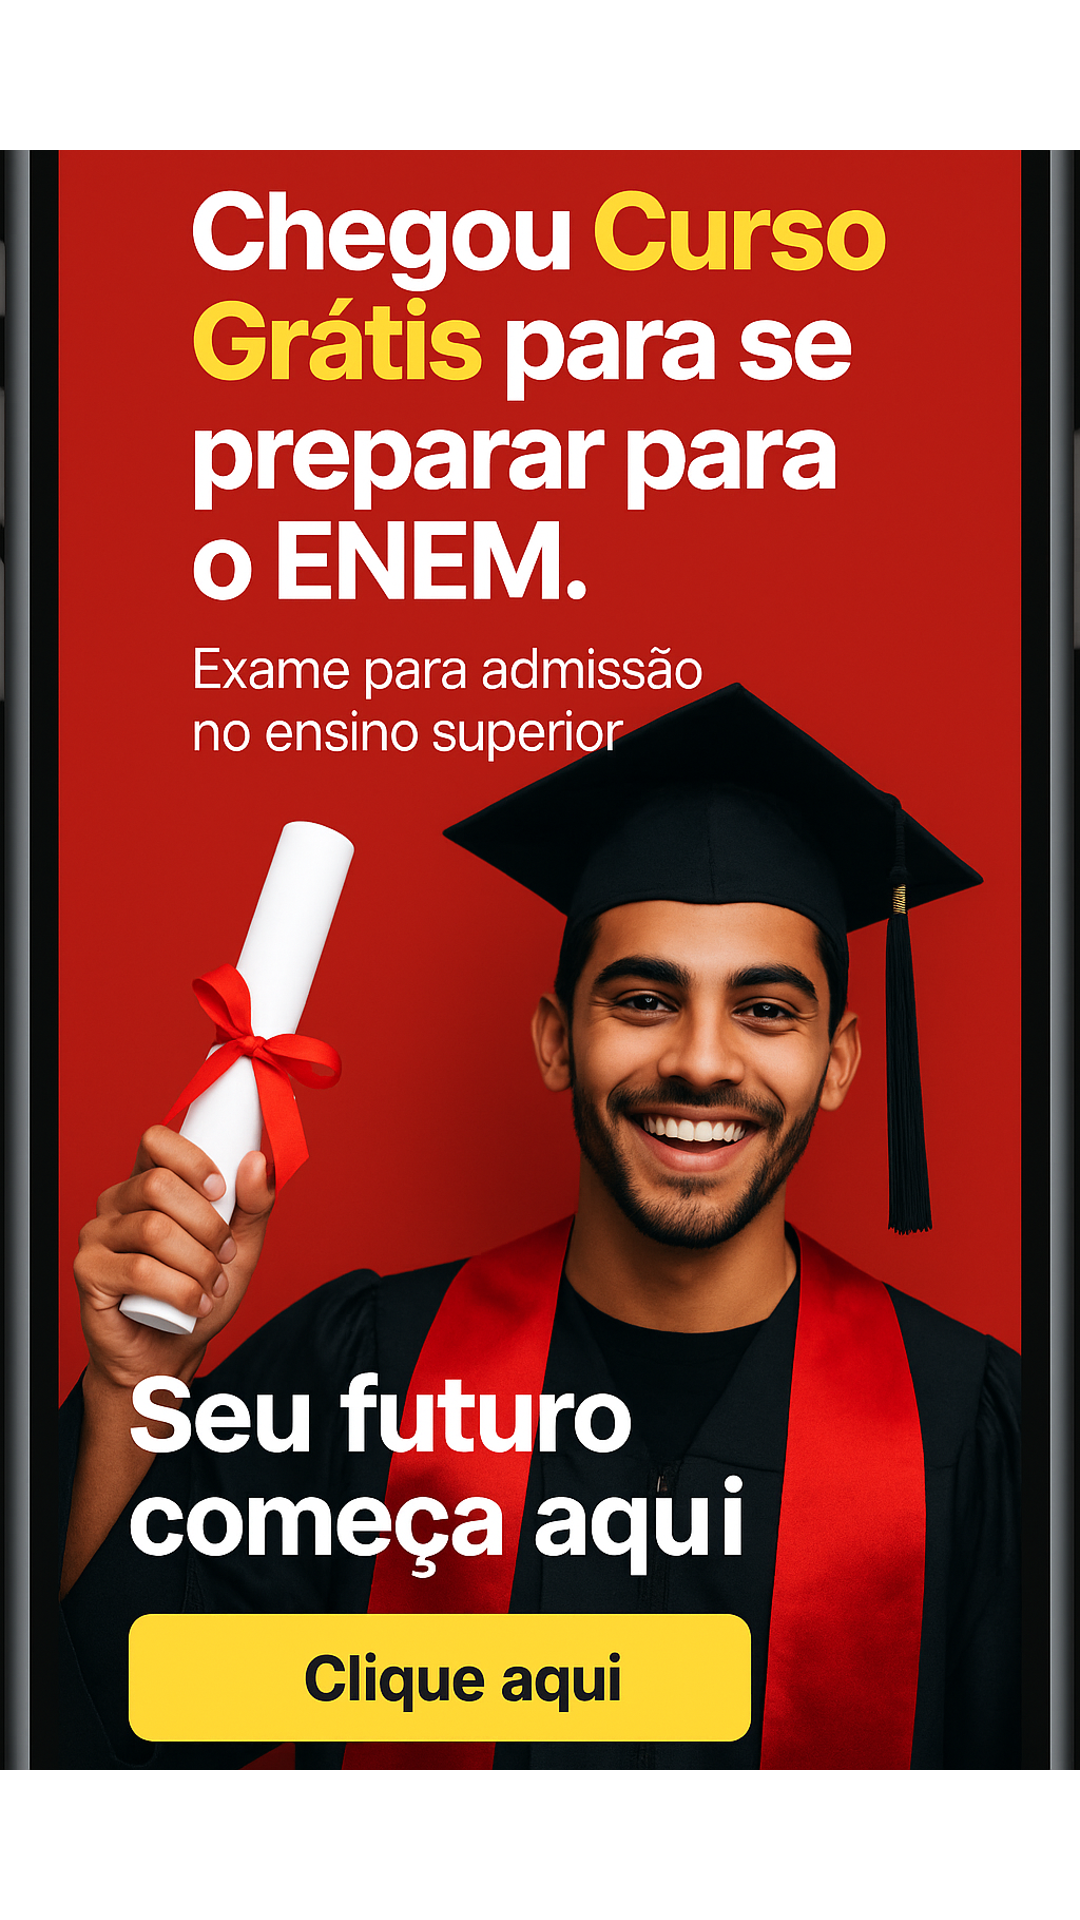 Chegou Curso
Grátis para se
preparar para
o ENEM.
Exame para admissão
no ensino superior
Seu futuro
começa aqui
Clique aqui